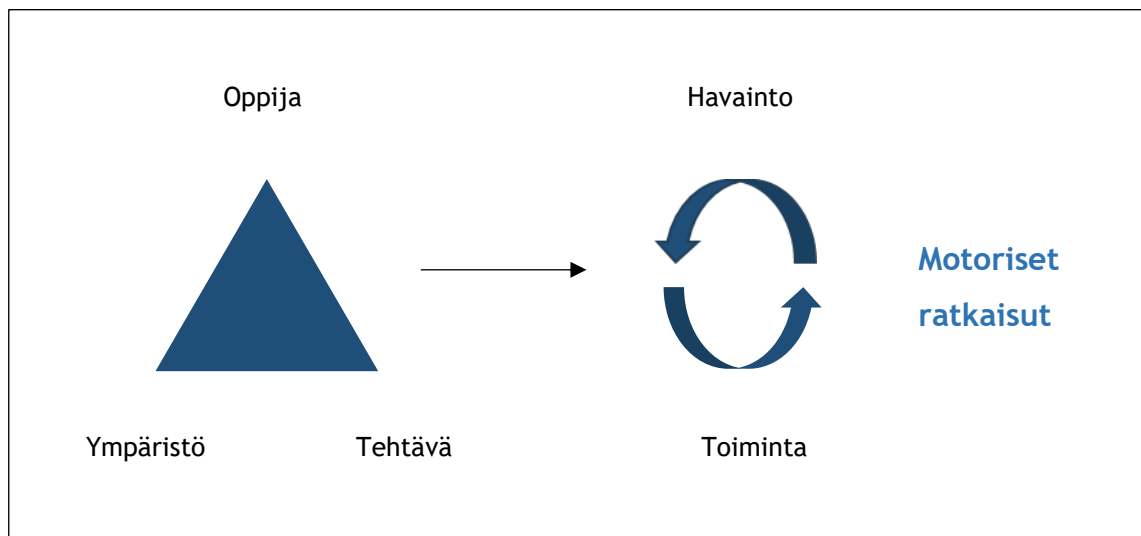 Oppija
Havainto
Motoriset
ratkaisut
Ympäristö
Tehtävä
Toiminta